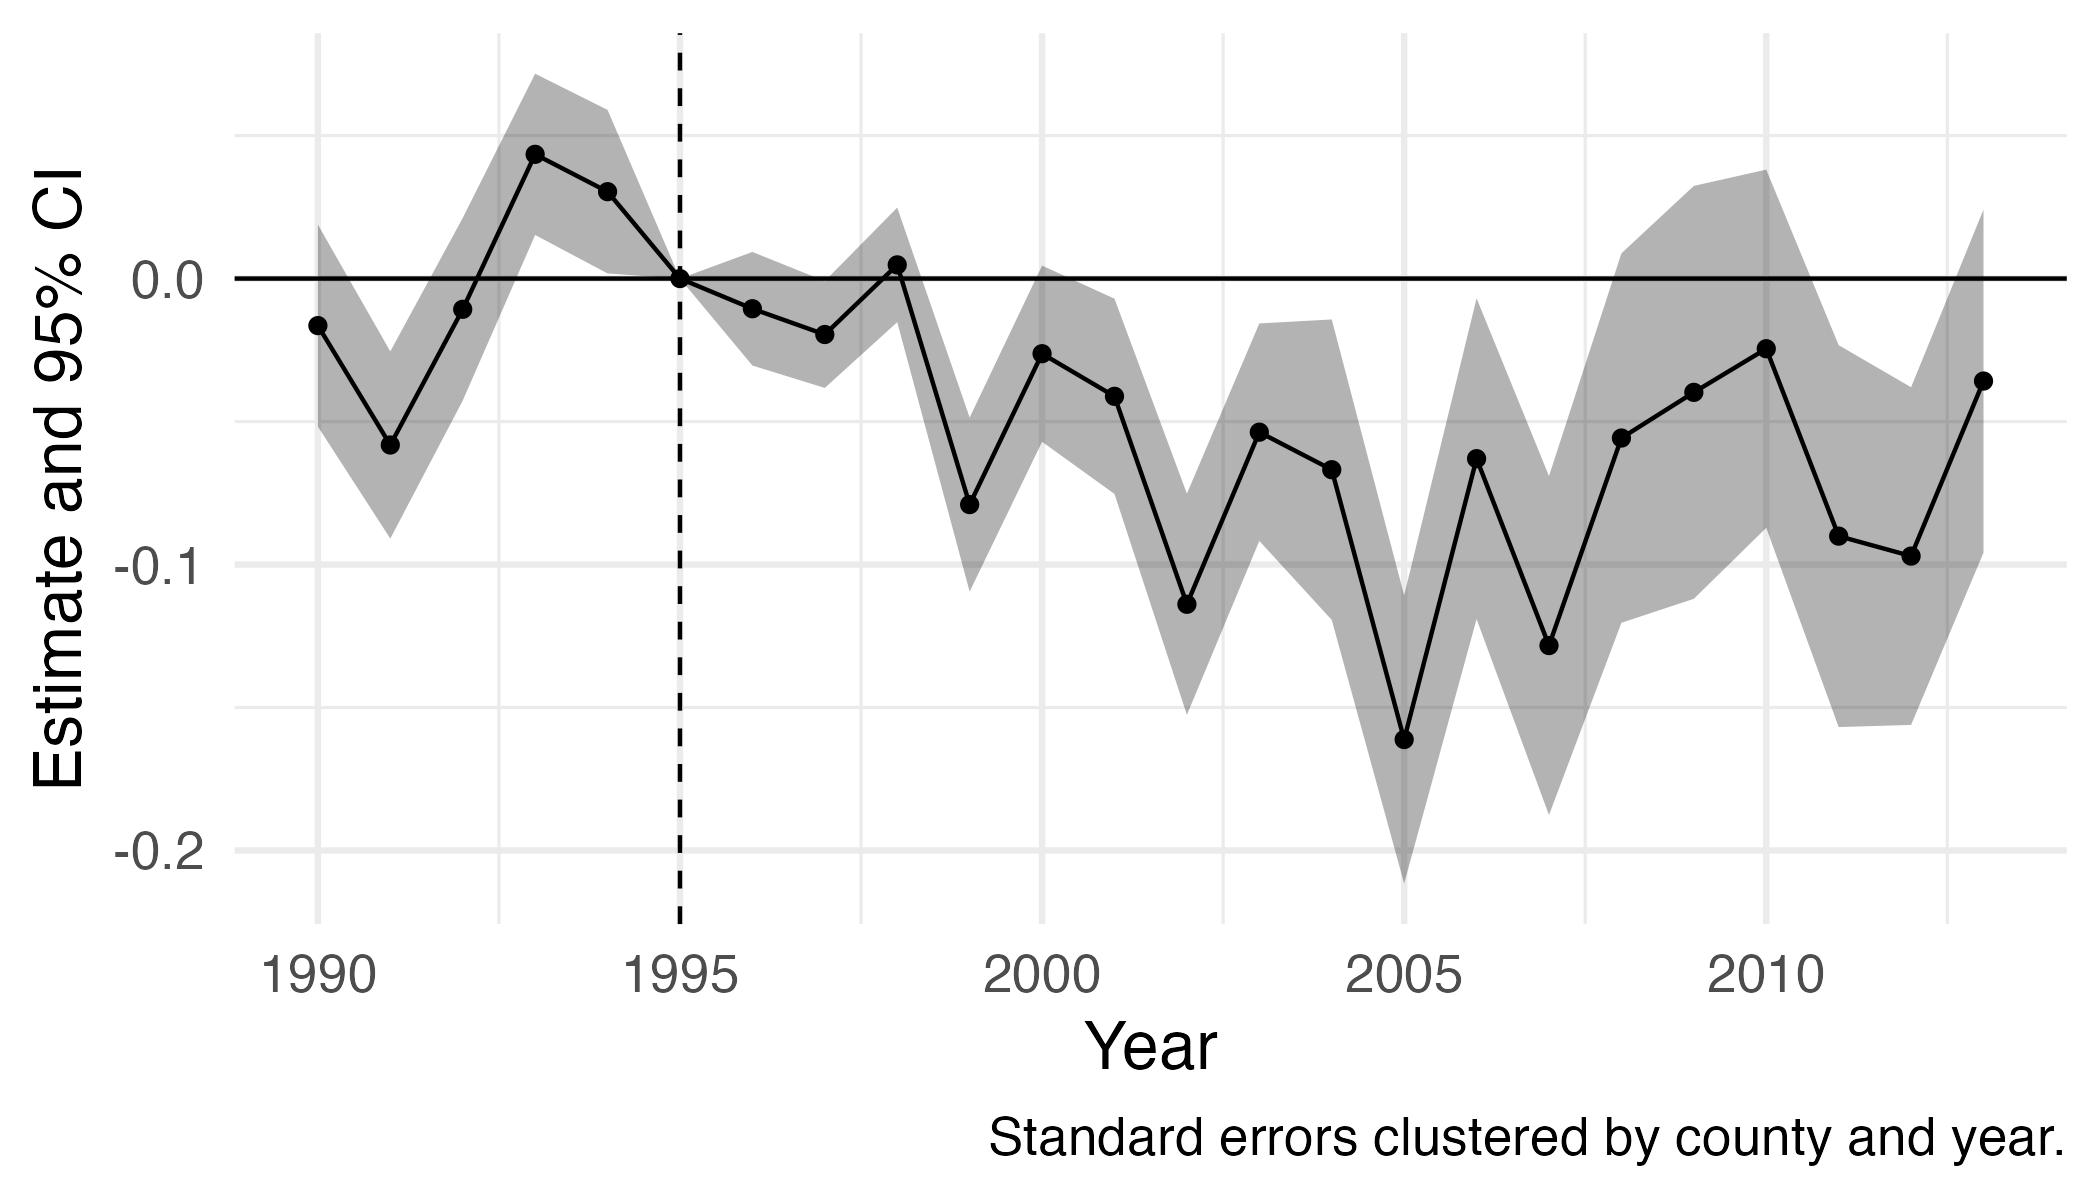 Estimate and 95% CI
0.0
-0.1
-0.2
1990 1995 2000 2005 2010
Year
Standard errors clustered by county and year.